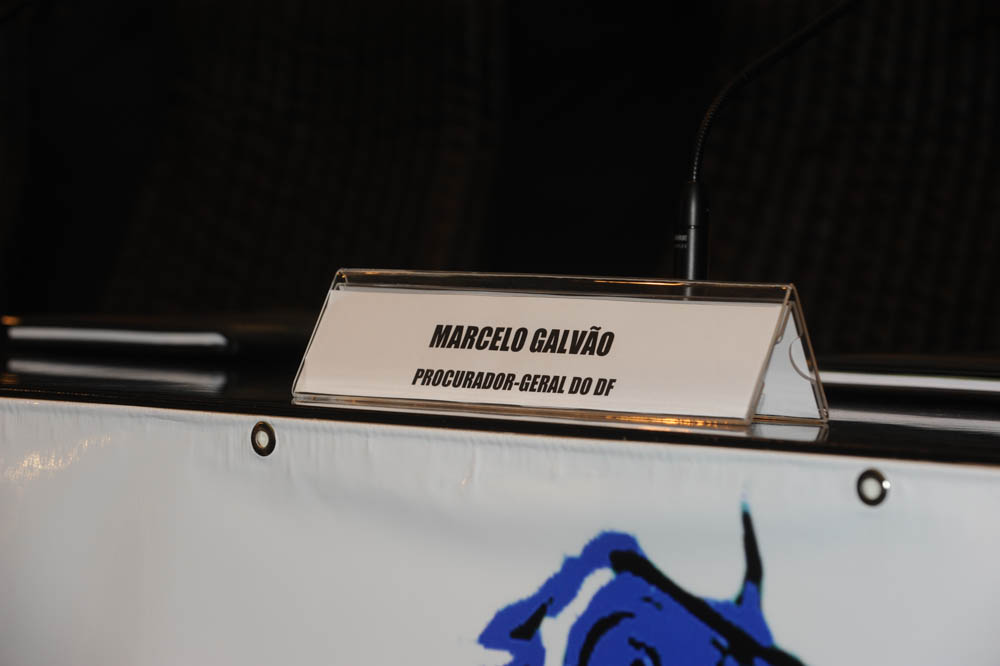 MARCELO GALVÃO
PROCURADOR-GERAL DO DF